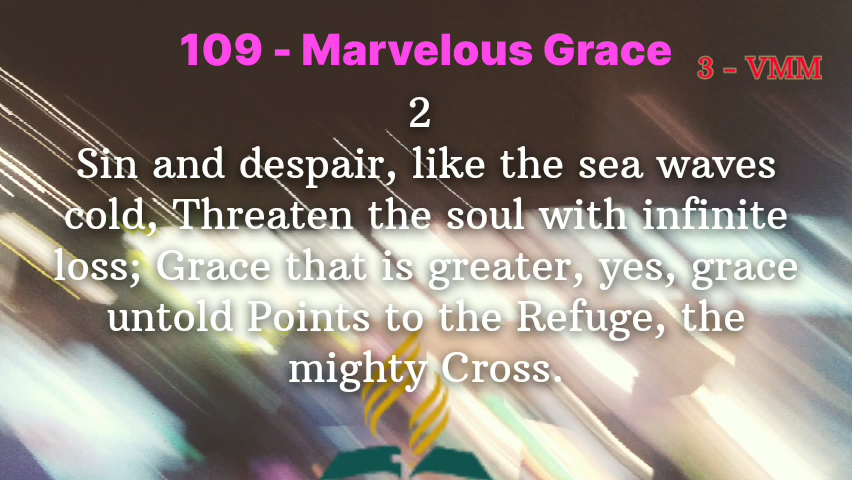 109 - Marvelous Grace
3 - VMM
2
Sin and despair, like the sea waves
cold, Threaten the soul with infinite
loss; Grace that is greater, yes, grace
untold Points to the Refuge, the
mighty Cross.